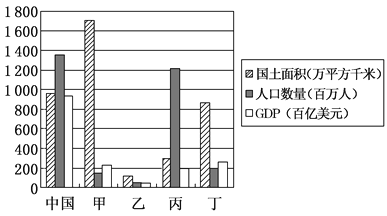 1 800
1 600
1 400
1 200
1 000
800
600
400
200
0
中国 甲 乙 丙 丁
国土面积(万平方千米)
人口数量(百万人)
GDP(百亿美元)